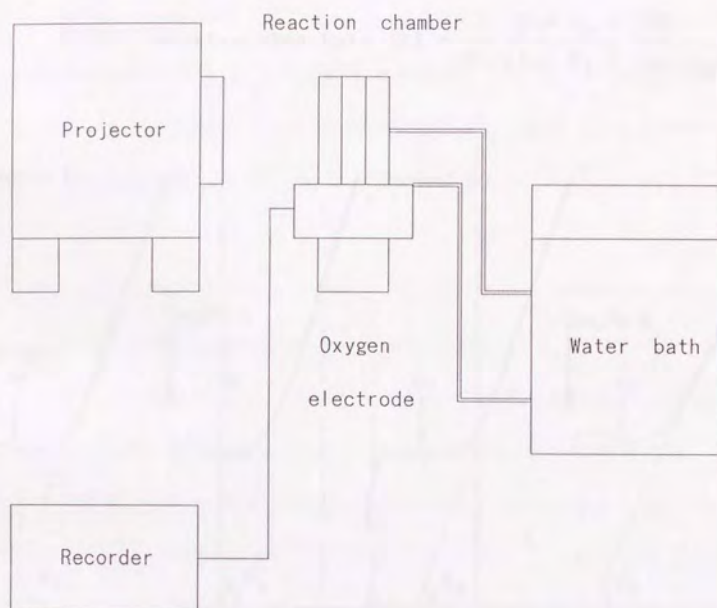 Reaction chamber
Projector
Oxygen
electrode
Water bath
Recorder